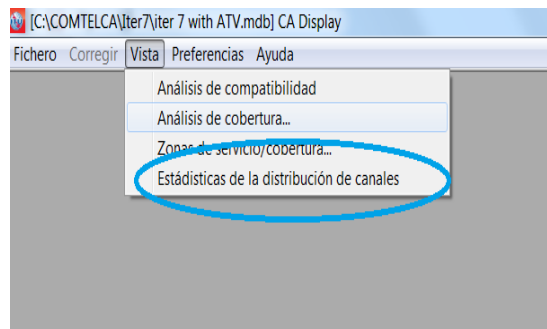 [C:\COMTELCA\Iter7\iter 7 with ATV.mdb] CA Display
Fichero Corregir Vista Preferencias Ayuda
Análisis de compatibilidad
Análisis de cobertura...
Zonas de servicio/cobertura...
Estádisticas de la distribución de canales